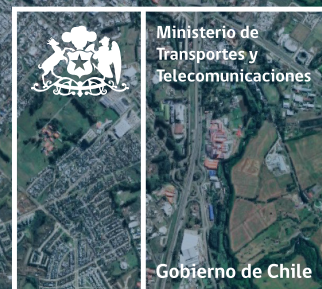 Ministerio de
Transportes y
Telecomunicaciones
Gobierno de Chile